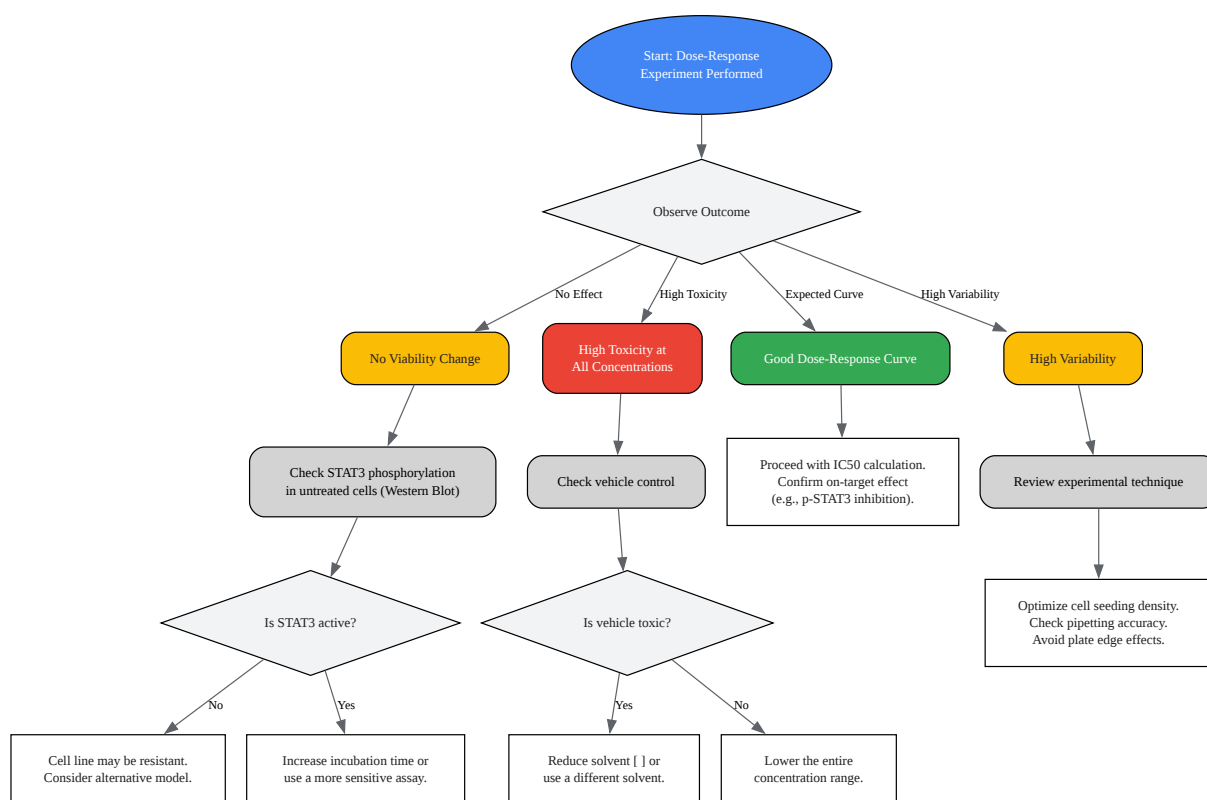 Start: Dose-Response
Experiment Performed
Observe Outcome
No Effect
High Toxicity
Expected Curve
High Variability
No Viability Change
High Toxicity at
All Concentrations
Good Dose-Response Curve
High Variability
Check STAT3 phosphorylation
in untreated cells (Western Blot)
Check vehicle control
Proceed with IC50 calculation.
Confirm on-target effect
(e.g., p-STAT3 inhibition).
Review experimental technique
Is STAT3 active?
Is vehicle toxic?
Optimize cell seeding density.
Check pipetting accuracy.
Avoid plate edge effects.
No
Yes
Yes
No
Cell line may be resistant.
Consider alternative model.
Increase incubation time or
use a more sensitive assay.
Reduce solvent [ ] or
use a different solvent.
Lower the entire
concentration range.